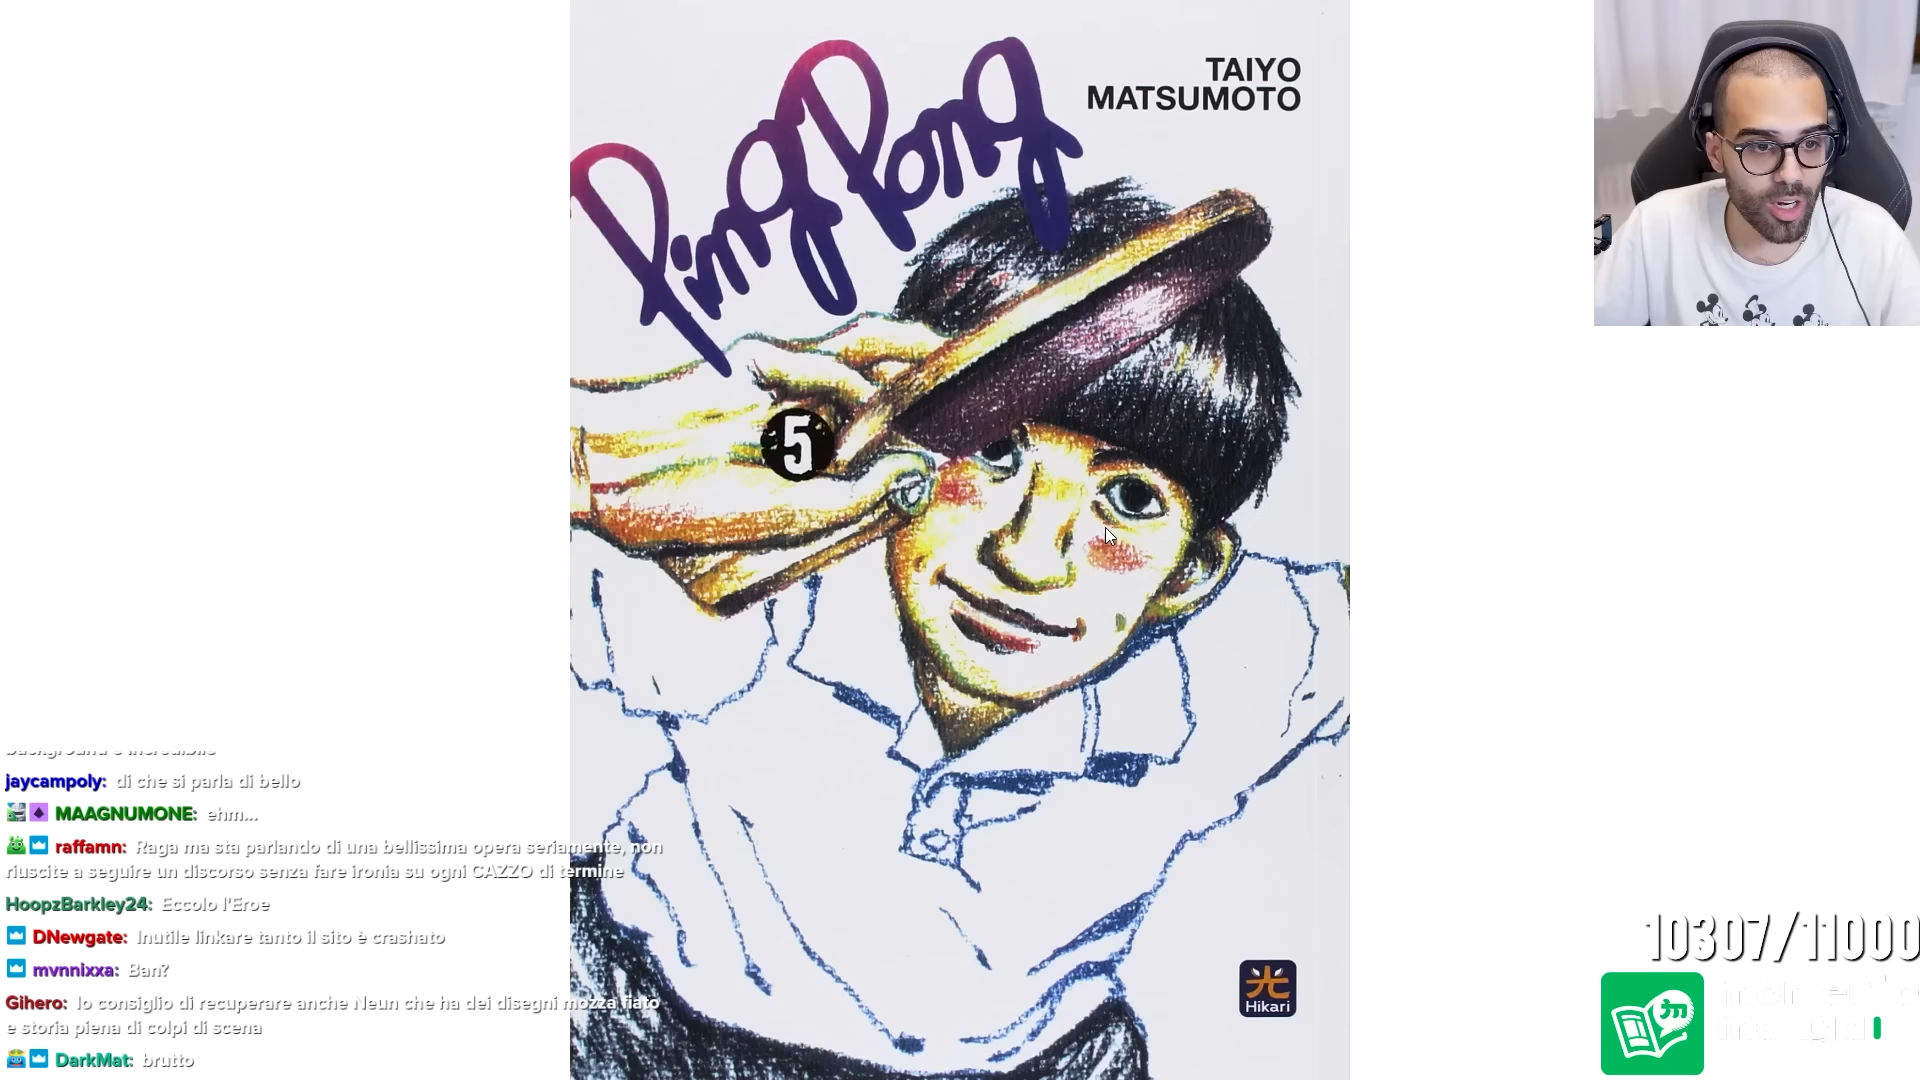 Ping Pong
TAIYO
MATSUMOTO
5
Hikari
background è incredibile
jaycampoly: di che si parla di bello
MAAGNUMONE: ehm...
raffamn: Raga ma sta parlando di una bellissima opera seriamente, non
riuscite a seguire un discorso senza fare ironia su ogni CAZZO di termine
HoopzBarkley24: Eccolo l'Eroe
DNewgate: Inutile linkare tanto il sito è crashato
mvnnixxa: Ban?
Gihero: Io consiglio di recuperare anche Neun che ha dei disegni mozza fiato
e storia piena di colpi di scena
DarkMat: brutto
10307/11000